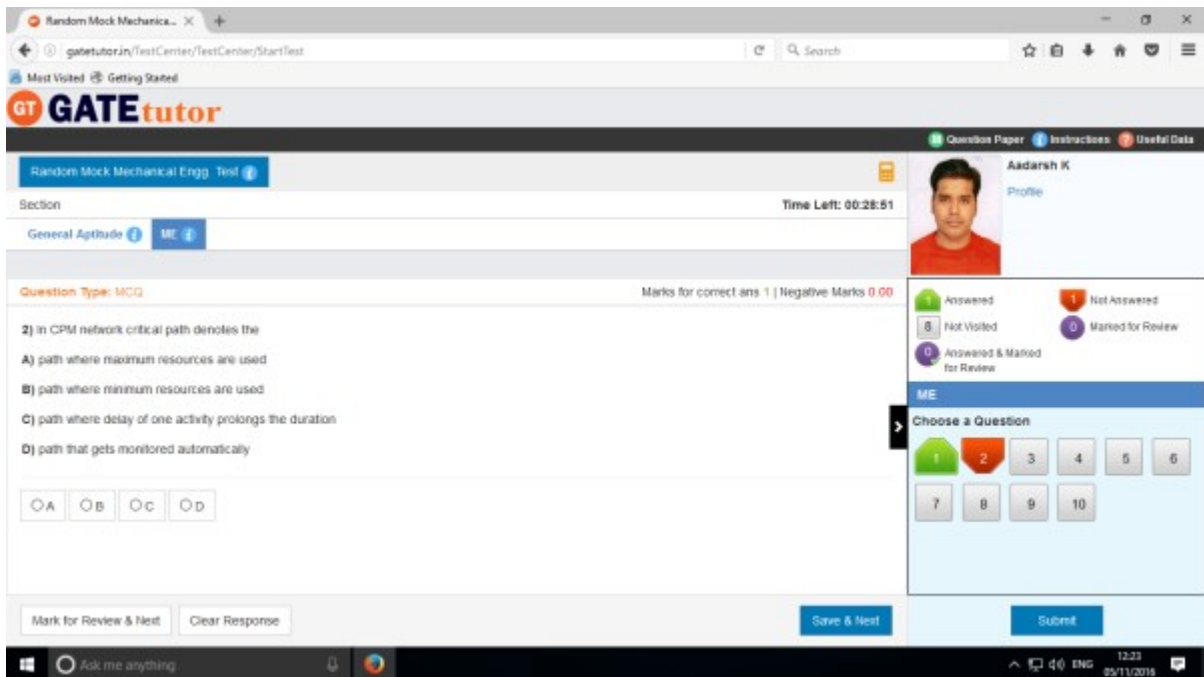 Random Mock Mechanica...
gatetutor.in/TestCenter/TestCenter/StartTest
Search
Most Visited Getting Started
GT GATEtutor
Question Paper Instructions Useful Data
Random Mock Mechanical Engg. Test
Aadarsh K
Profile
Section
Time Left: 00:28:51
General Aptitude ME
Question Type: MCQ
Marks for correct ans 1 | Negative Marks 0.00
1 Answered
1 Not Answered
8 Not Visited
0 Marked for Review
0 Answered & Marked
for Review
2) In CPM network critical path denotes the
A) path where maximum resources are used
B) path where minimum resources are used
C) path where delay of one activity prolongs the duration
D) path that gets monitored automatically
A B C D
ME
Choose a Question
1 2 3 4 5 6
7 8 9 10
Mark for Review & Next Clear Response Save & Next
Submit
Ask me anything
ENG
12:23
05/11/2016